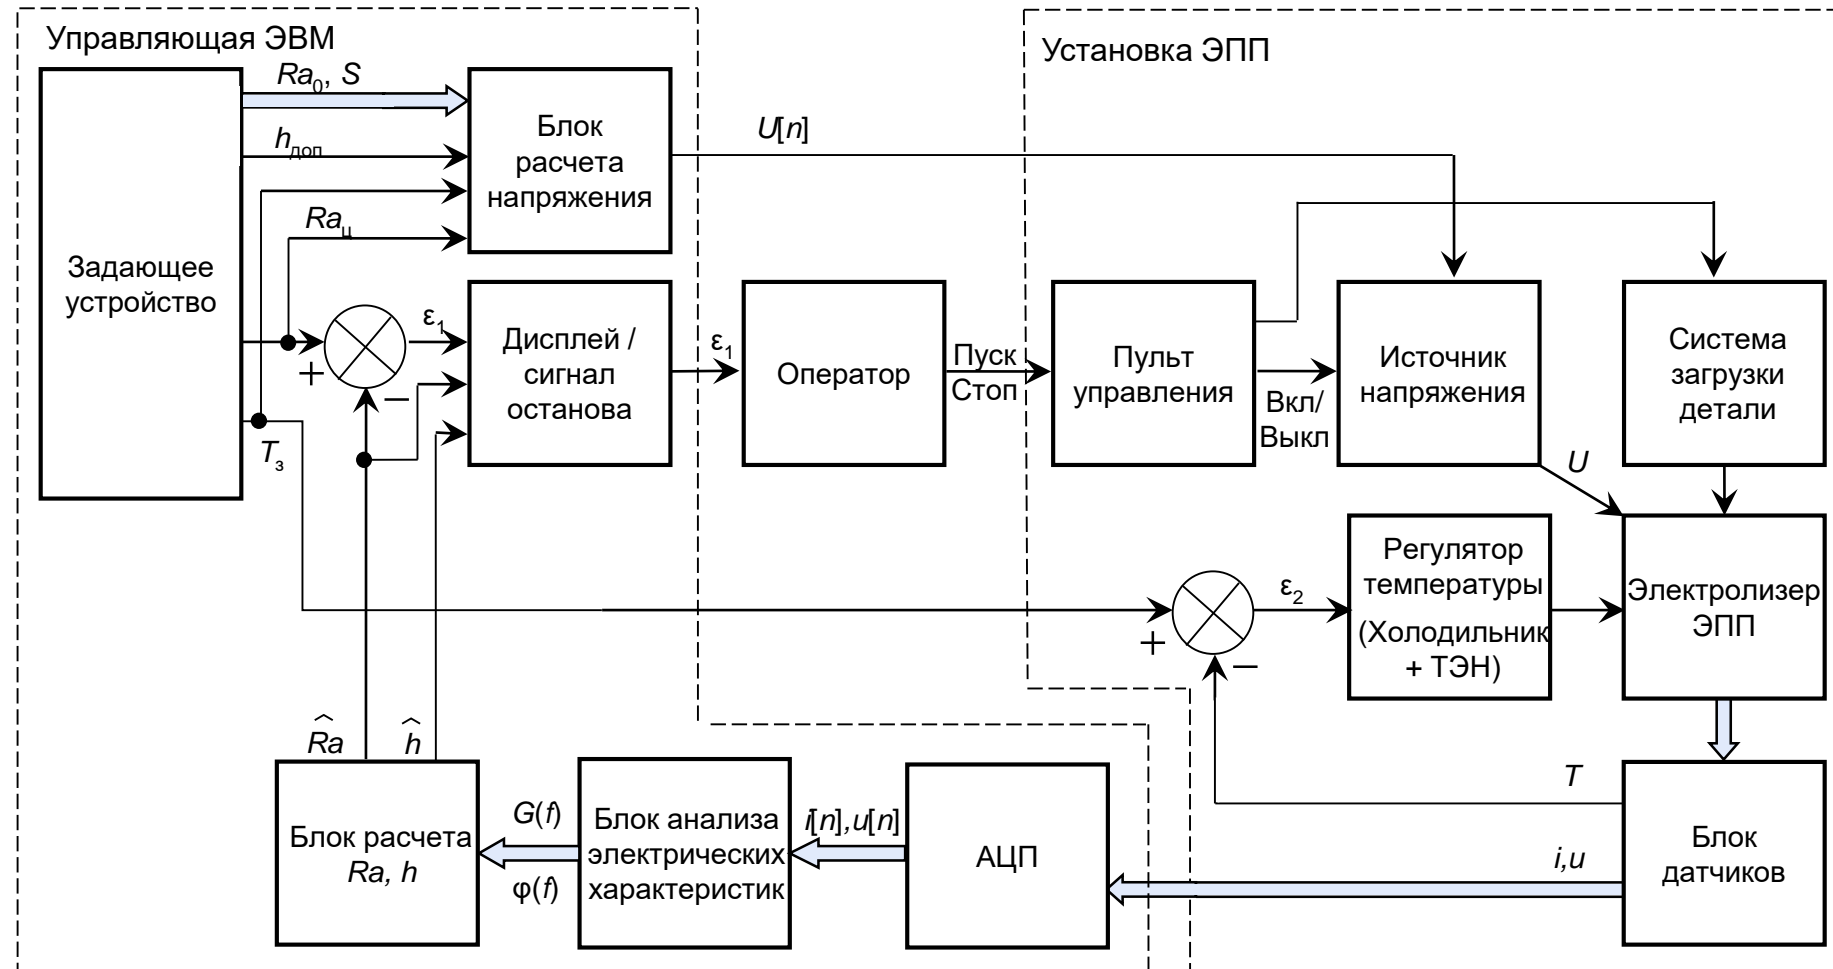 Управляющая ЭВМ
Установка ЭПП
Ra₀, S
Блок
расчета
напряжения
U[n]
hдоп
Raц
Задающее
устройство
ε₁
+
−
Дисплей /
сигнал
останова
ε₁
Оператор
Пуск
Стоп
Пульт
управления
Вкл/
Выкл
Источник
напряжения
Система
загрузки
детали
Tз
U
+
−
ε₂
Регулятор
температуры
(Холодильник
+ ТЭН)
Электролизер
ЭПП
R̂a
ĥ
T
Блок расчета
Ra, h
G(f)
φ(f)
Блок анализа
электрических
характеристик
i[n],u[n]
АЦП
i,u
Блок
датчиков